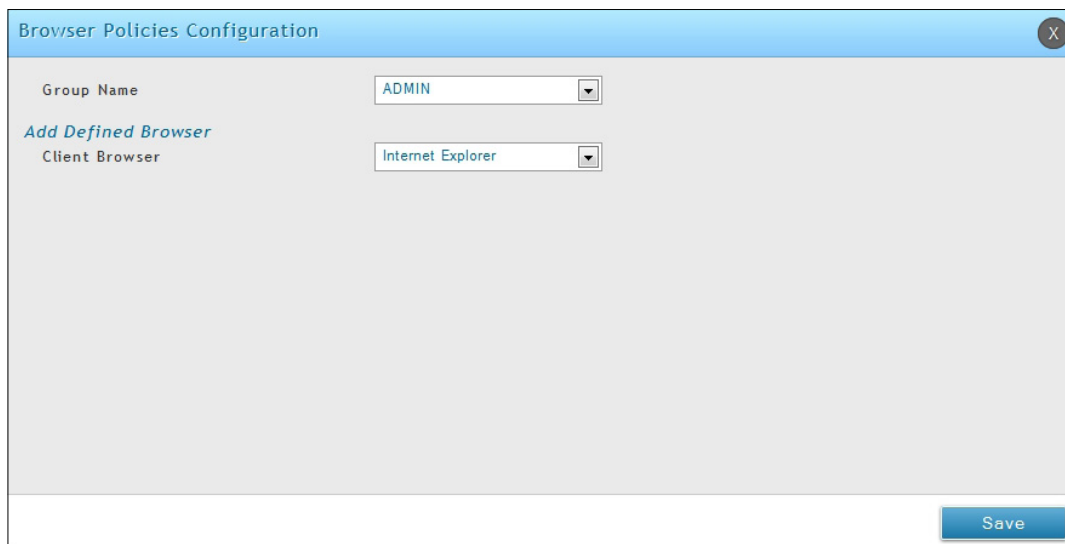 Browser Policies Configuration
X
Group Name
ADMIN
Add Defined Browser
Client Browser
Internet Explorer
Save